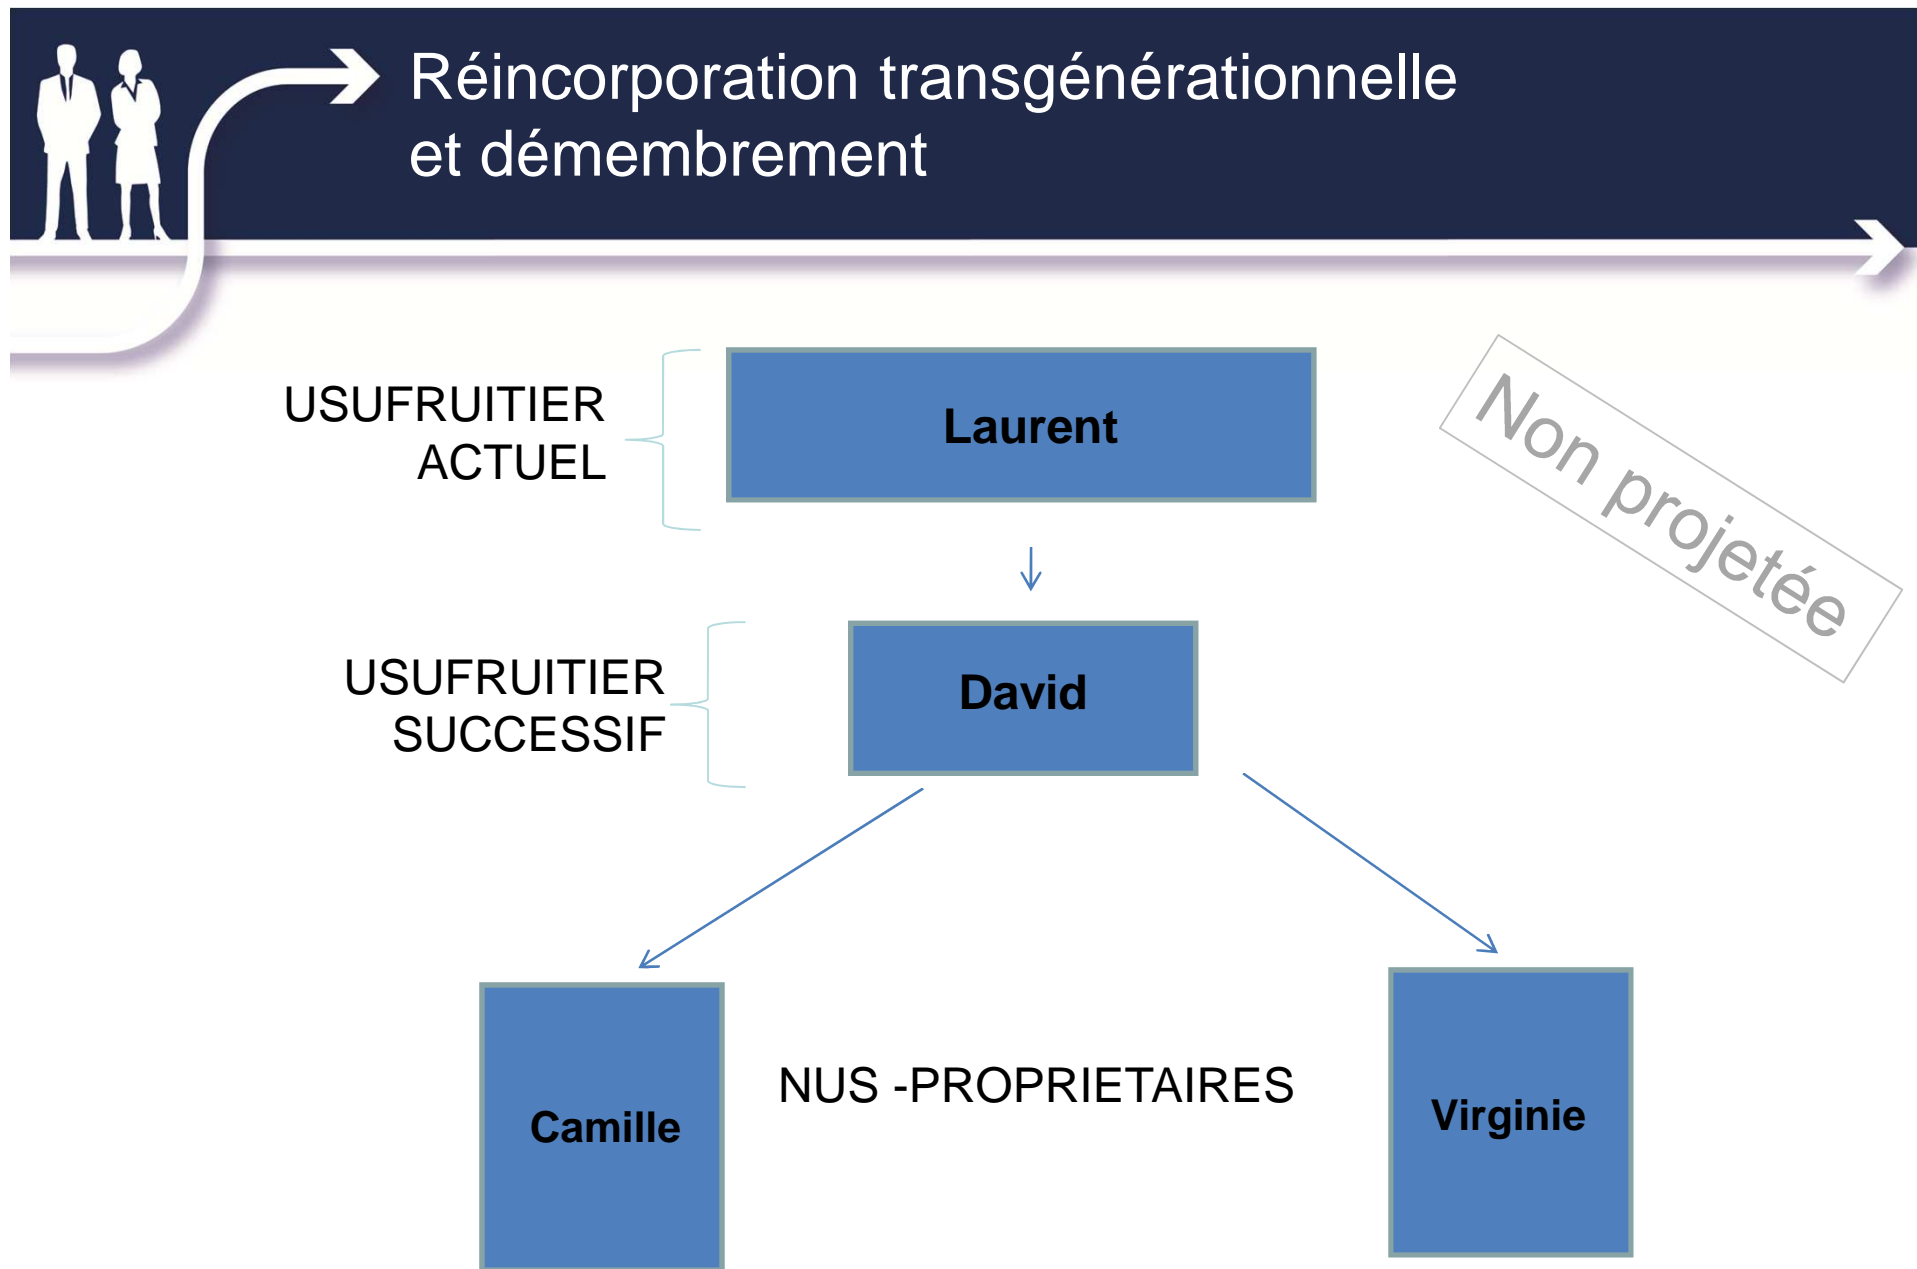 Réincorporation transgénérationnelle
et démembrement
USUFRUITIER
ACTUEL
Laurent
Non projetée
USUFRUITIER
SUCCESSIF
David
NUS -PROPRIETAIRES
Camille
Virginie